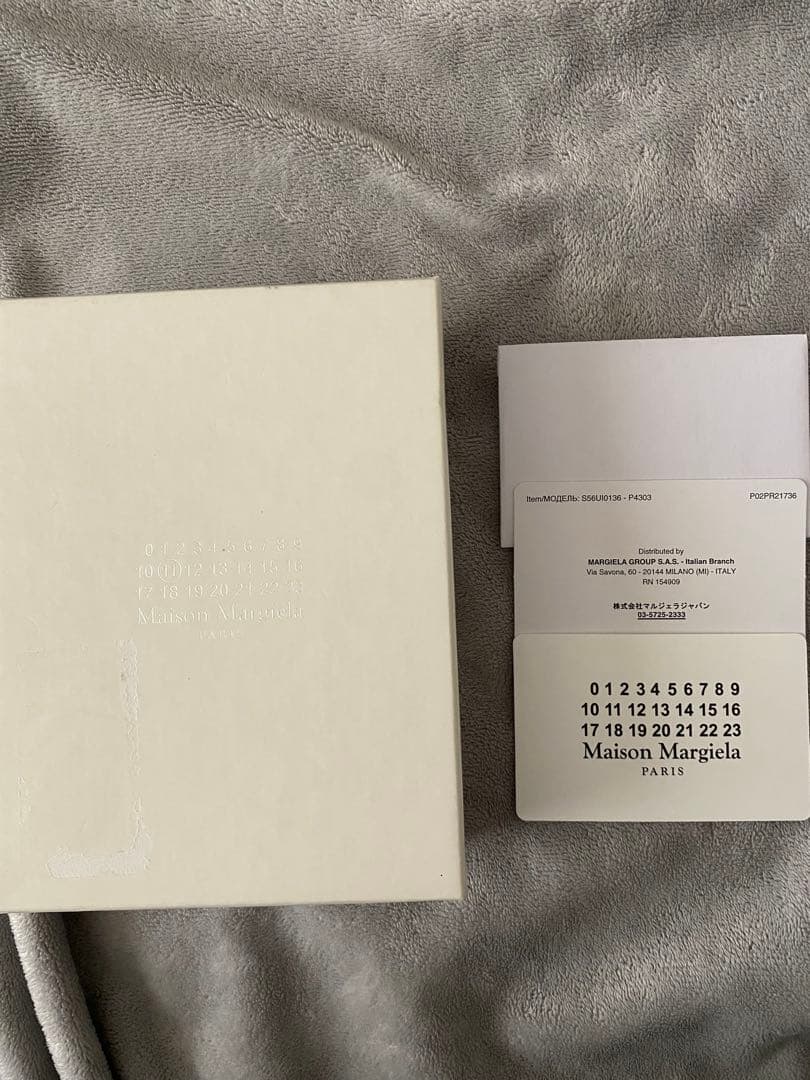 0 1 2 3 4 5 6 7 8 9
10 11 12 13 14 15 16
17 18 19 20 21 22 23
Maison Margiela
PARIS
Item/МОДЕЛЬ: S56UI0136 - P4303
P02PR21736
Distributed by
MARGIELA GROUP S.A.S. - Italian Branch
Via Savona, 60 - 20144 MILANO (MI) - ITALY
RN 154909
株式会社マルジェラジャパン
03-5725-2333
0 1 2 3 4 5 6 7 8 9
10 11 12 13 14 15 16
17 18 19 20 21 22 23
Maison Margiela
PARIS